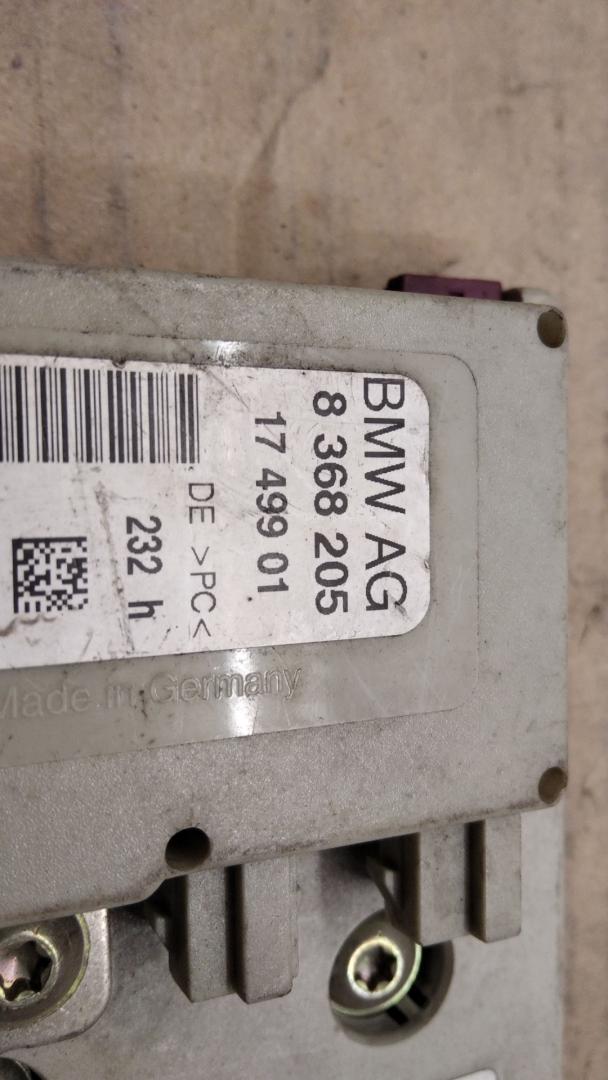 BMW AG
8 368 205
17 499 01
DE >PC<
232 h
Made in Germany